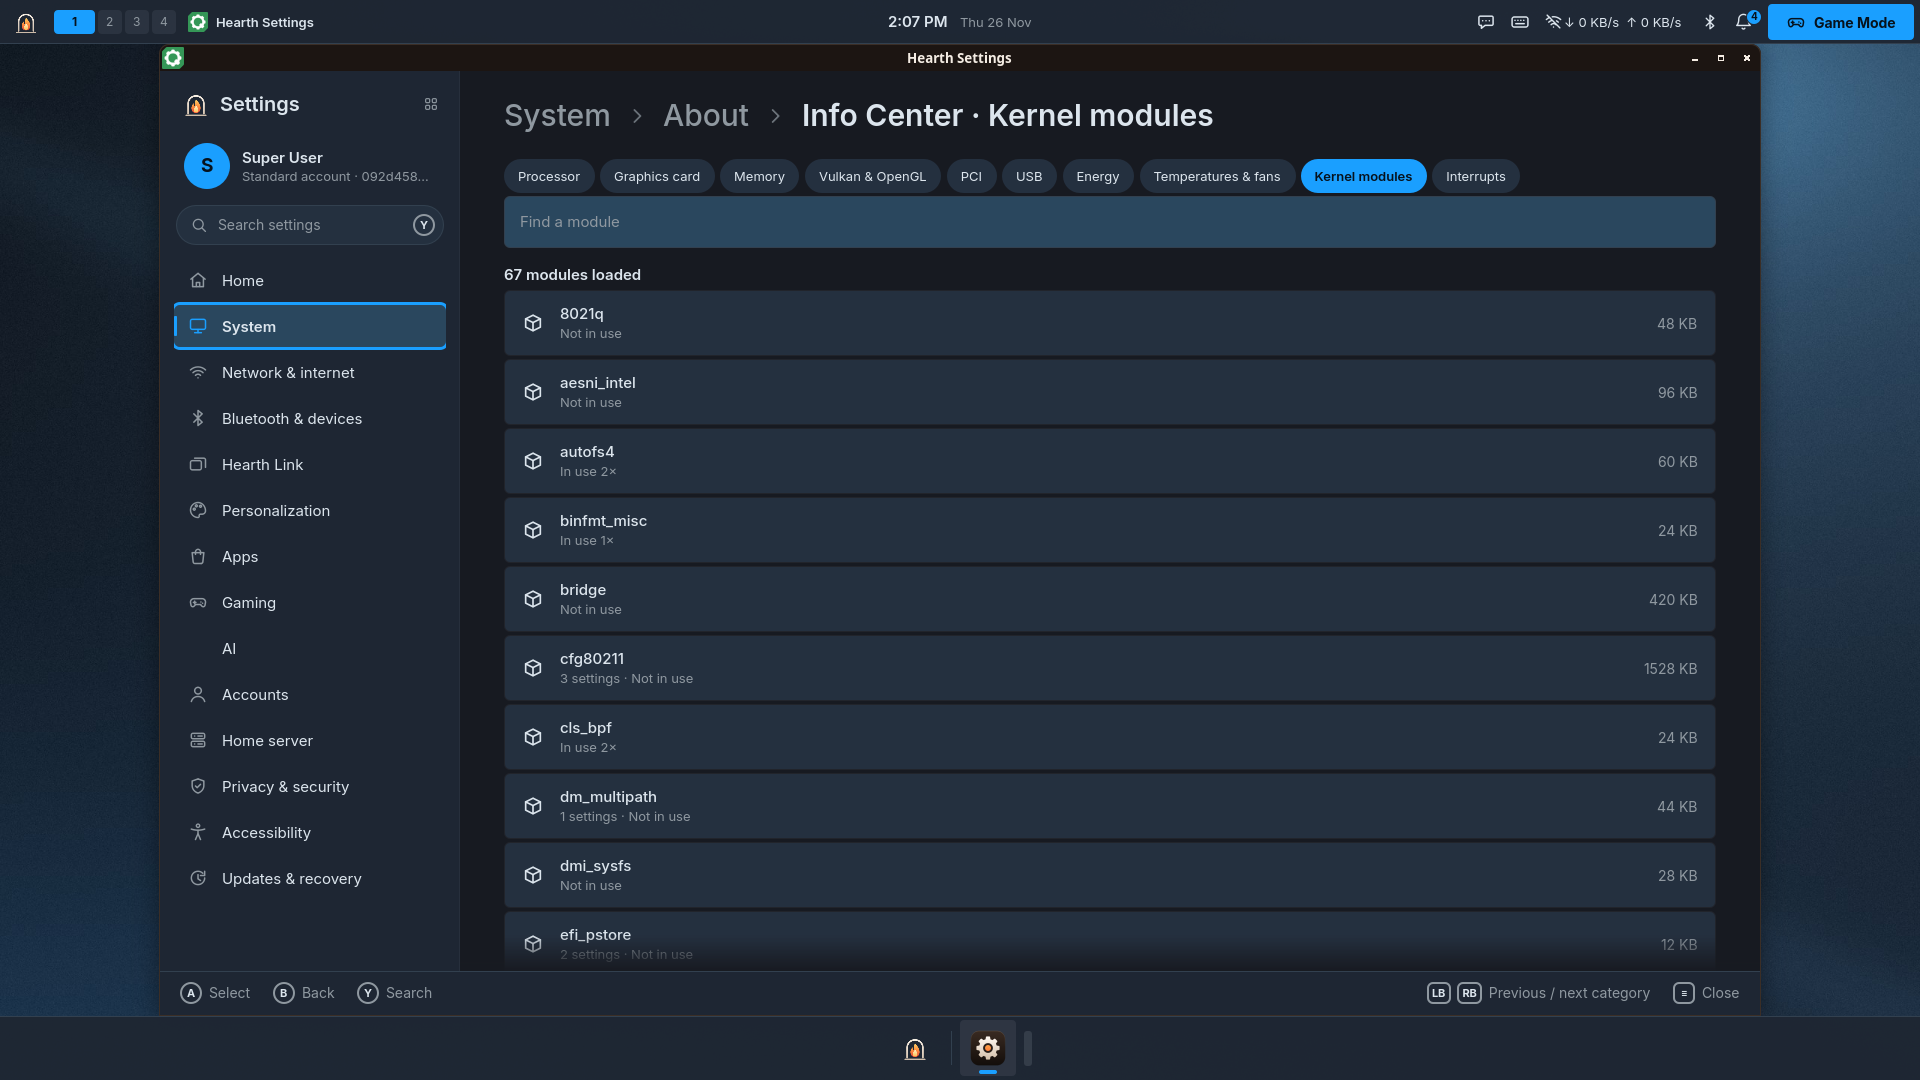 1 2 3 4 Hearth Settings 2:07 PM Thu 26 Nov ↓ 0 KB/s ↑ 0 KB/s 4 Game Mode
Hearth Settings
Settings
S
Super User
Standard account · 092d458...
Search settings Y
Home
System
Network & internet
Bluetooth & devices
Hearth Link
Personalization
Apps
Gaming
AI
Accounts
Home server
Privacy & security
Accessibility
Updates & recovery
System > About > Info Center · Kernel modules
Processor Graphics card Memory Vulkan & OpenGL PCI USB Energy Temperatures & fans Kernel modules Interrupts
Find a module
67 modules loaded
8021q
Not in use
48 KB
aesni_intel
Not in use
96 KB
autofs4
In use 2×
60 KB
binfmt_misc
In use 1×
24 KB
bridge
Not in use
420 KB
cfg80211
3 settings · Not in use
1528 KB
cls_bpf
In use 2×
24 KB
dm_multipath
1 settings · Not in use
44 KB
dmi_sysfs
Not in use
28 KB
efi_pstore
2 settings · Not in use
12 KB
A Select B Back Y Search LB RB Previous / next category ≡ Close